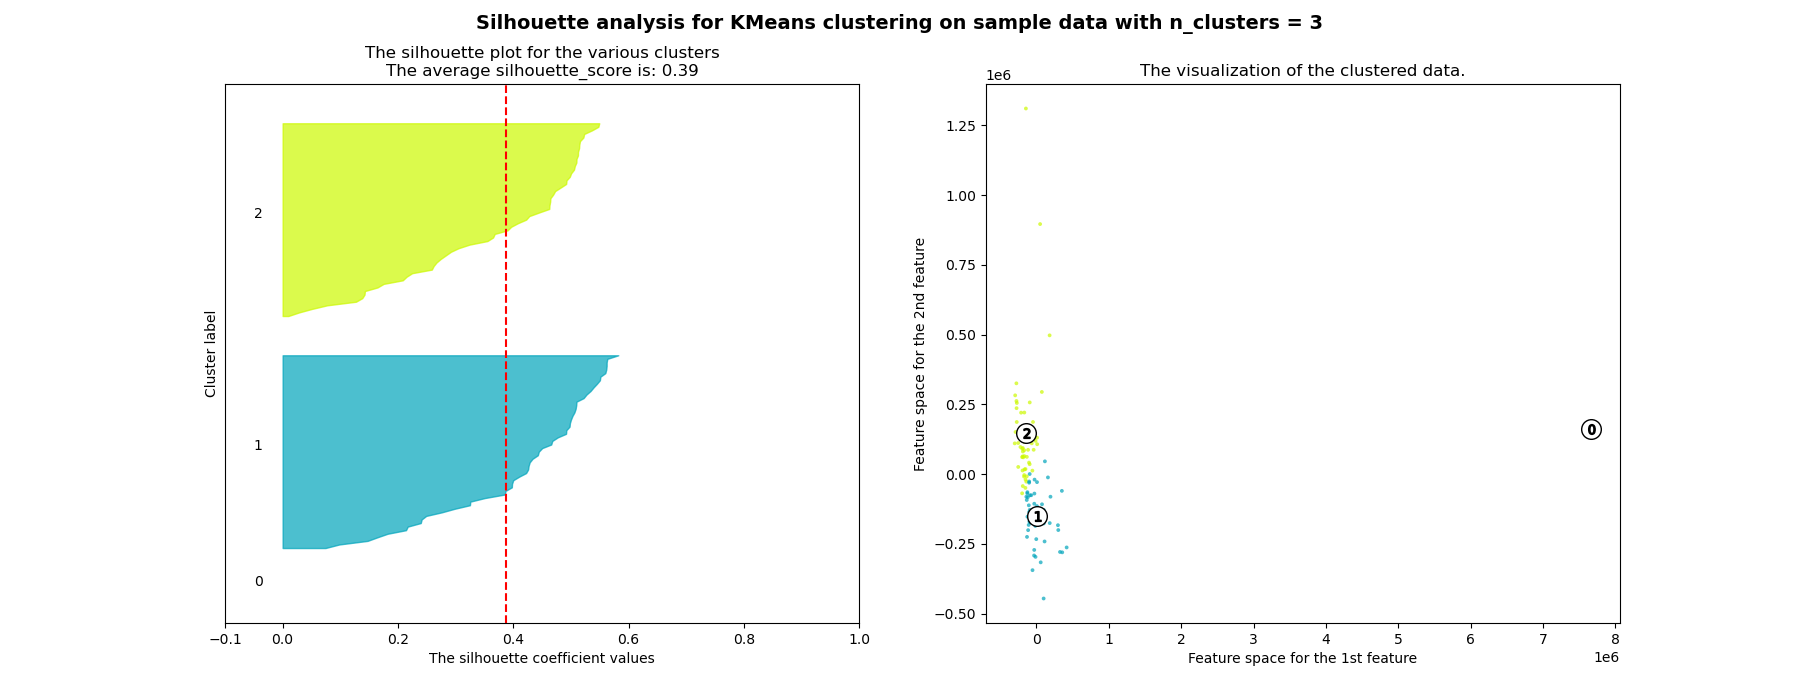 Silhouette analysis for KMeans clustering on sample data with n_clusters = 3
The silhouette plot for the various clusters
The average silhouette_score is: 0.39
Cluster label
2
1
0
−0.1 0.0 0.2 0.4 0.6 0.8 1.0
The silhouette coefficient values
The visualization of the clustered data.
1e6
Feature space for the 2nd feature
1.25
1.00
0.75
0.50
0.25
0.00
−0.25
−0.50
2
1
0
0 1 2 3 4 5 6 7 8
1e6
Feature space for the 1st feature